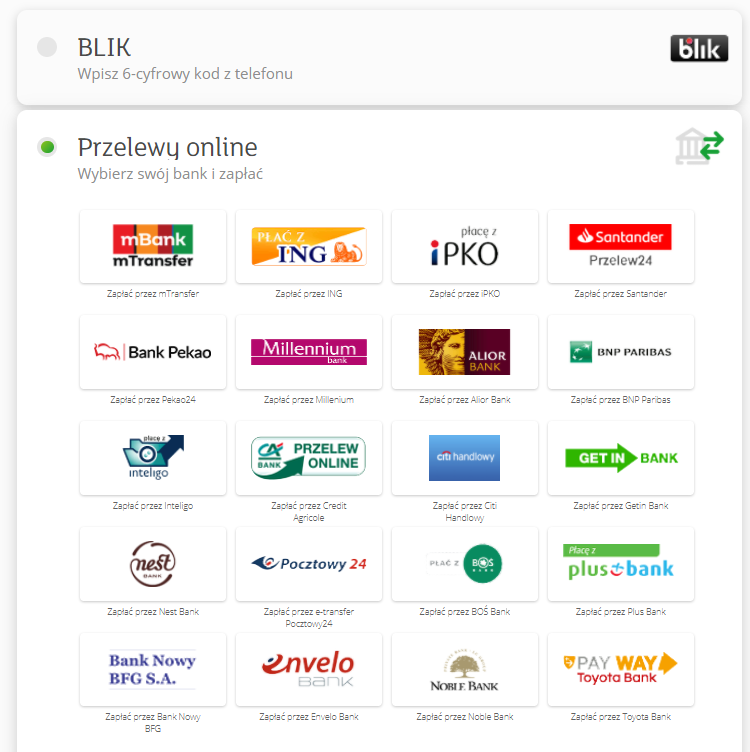 BLIK
Wpisz 6-cyfrowy kod z telefonu
blik
Przelewy online
Wybierz swój bank i zapłać
mBank
mTransfer
Zapłać przez mTransfer
PŁAĆ Z
ING
Zapłać przez ING
płacę z
iPKO
Zapłać przez iPKO
Santander
Przelew24
Zapłać przez Santander
Bank Pekao
Zapłać przez Pekao24
Millennium
bank
Zapłać przez Millenium
ALIOR
BANK
Zapłać przez Alior Bank
BNP PARIBAS
Zapłać przez BNP Paribas
płacę z
inteligo
Zapłać przez Inteligo
CA
BANK
PRZELEW
ONLINE
Zapłać przez Credit
Agricole
citi handlowy
Zapłać przez Citi
Handlowy
GET IN BANK
Zapłać przez Getin Bank
nest
BANK
Zapłać przez Nest Bank
Pocztowy 24
Zapłać przez e-transfer
Pocztowy24
PŁAĆ Z
BOŚ
BANK
Zapłać przez BOŚ Bank
Płacę z
plus bank
Zapłać przez Plus Bank
Bank Nowy
BFG S.A.
Zapłać przez Bank Nowy
BFG
envelo
BANK
Zapłać przez Envelo Bank
NOBLE BANK
Zapłać przez Noble Bank
PAY WAY
Toyota Bank
Zapłać przez Toyota Bank